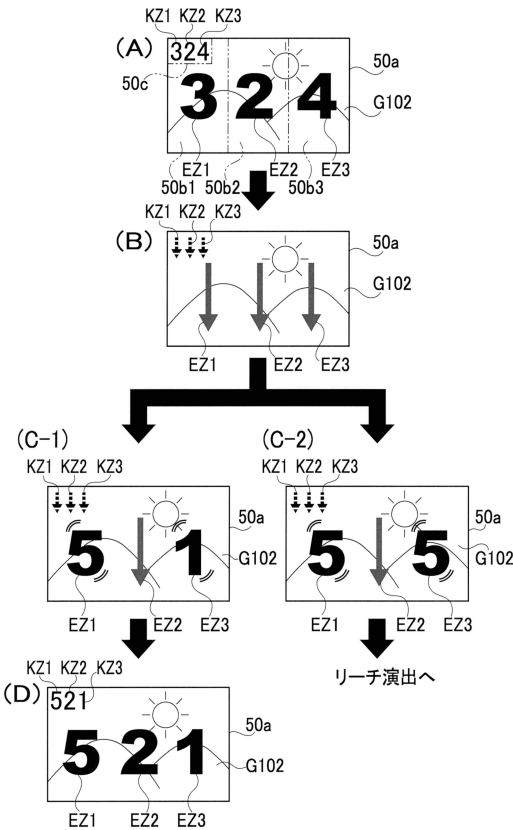 KZ1 KZ2 KZ3
(A)
324
50c
50a
G102
3 2 4
EZ1 EZ2 EZ3
50b1 50b2 50b3
KZ1 KZ2 KZ3
(B)
50a
G102
EZ1 EZ2 EZ3
(C-1)
KZ1 KZ2 KZ3
50a
5 1
G102
EZ1 EZ2 EZ3
(C-2)
KZ1 KZ2 KZ3
50a
5 5
G102
EZ1 EZ2 EZ3
リーチ演出へ
KZ1 KZ2 KZ3
(D)
521
50a
5 2 1
G102
EZ1 EZ2 EZ3